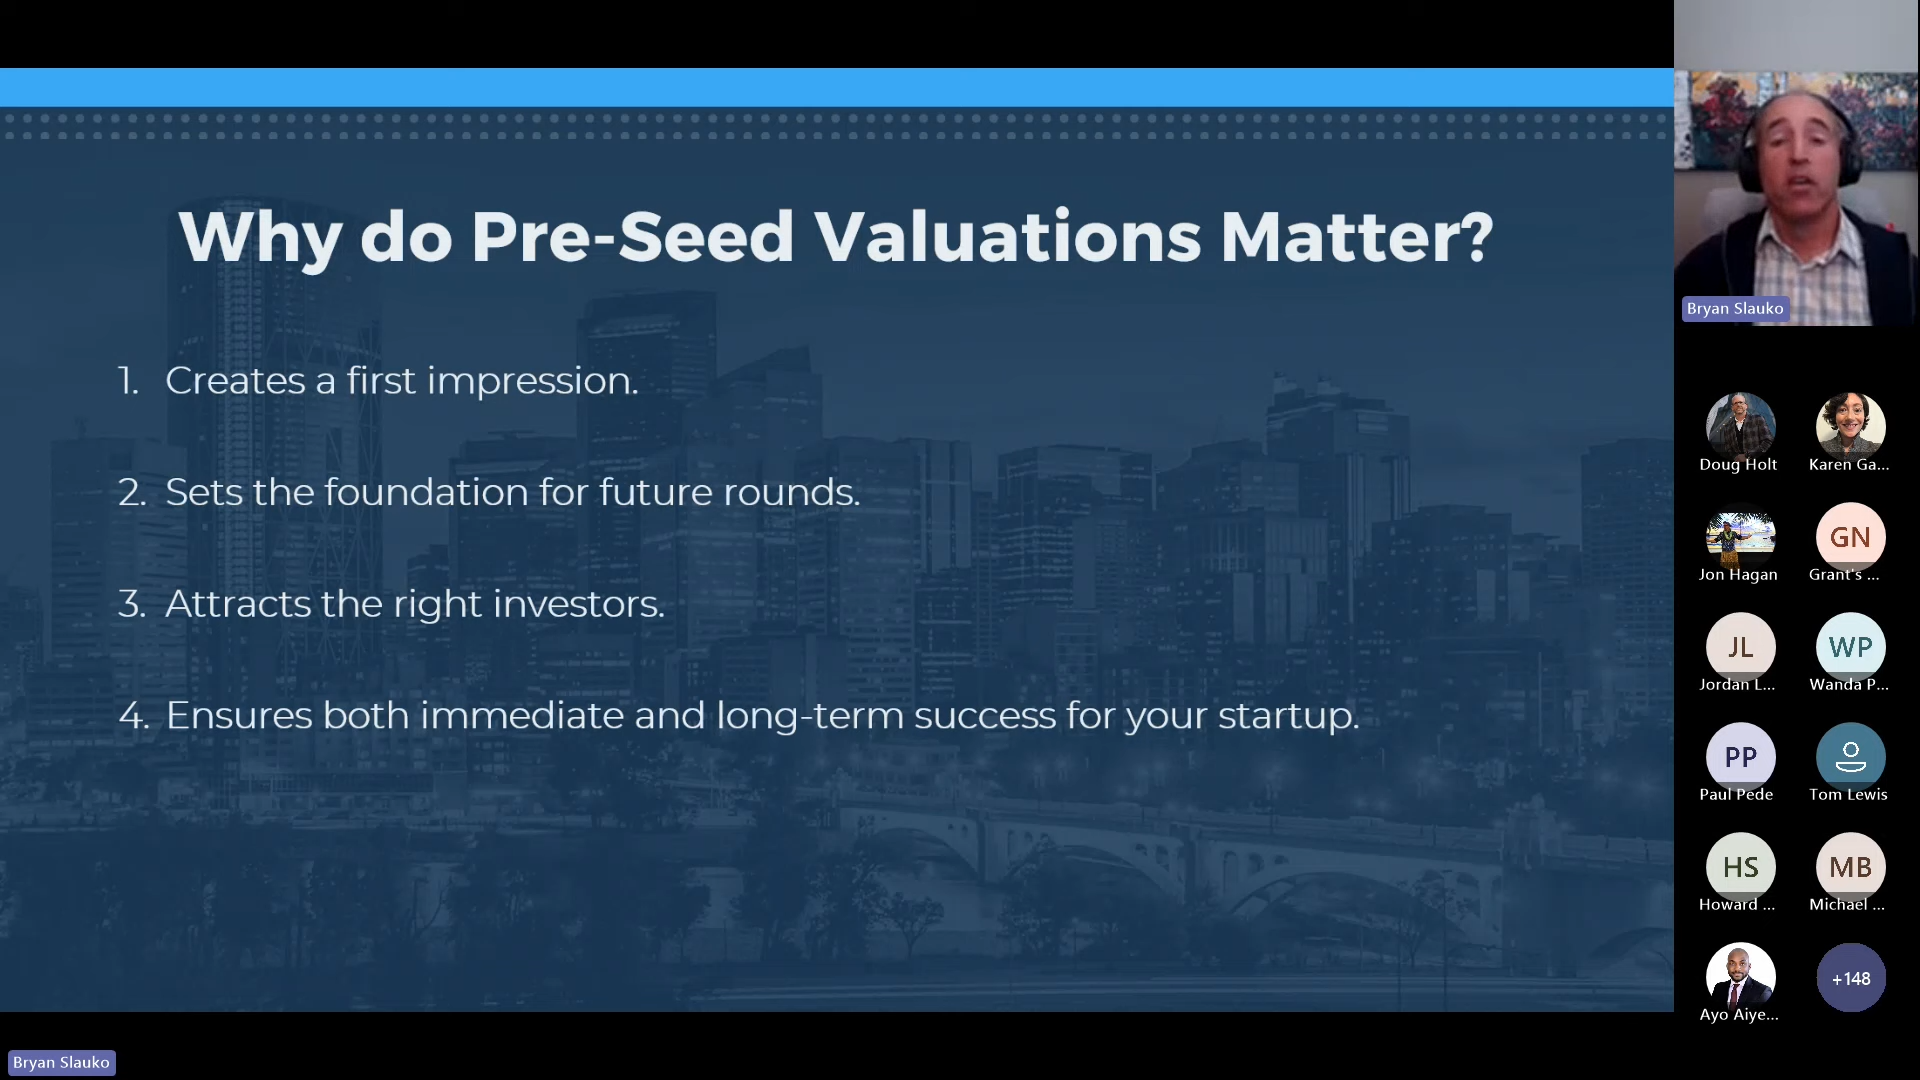 Why do Pre-Seed Valuations Matter?
1. Creates a first impression.
2. Sets the foundation for future rounds.
3. Attracts the right investors.
4. Ensures both immediate and long-term success for your startup.
Bryan Slauko
Doug Holt
Karen Ga...
Jon Hagan
GN
Grant's ...
JL
Jordan L...
WP
Wanda P...
PP
Paul Pede
Tom Lewis
HS
Howard ...
MB
Michael ...
Ayo Aiye...
+148
Bryan Slauko